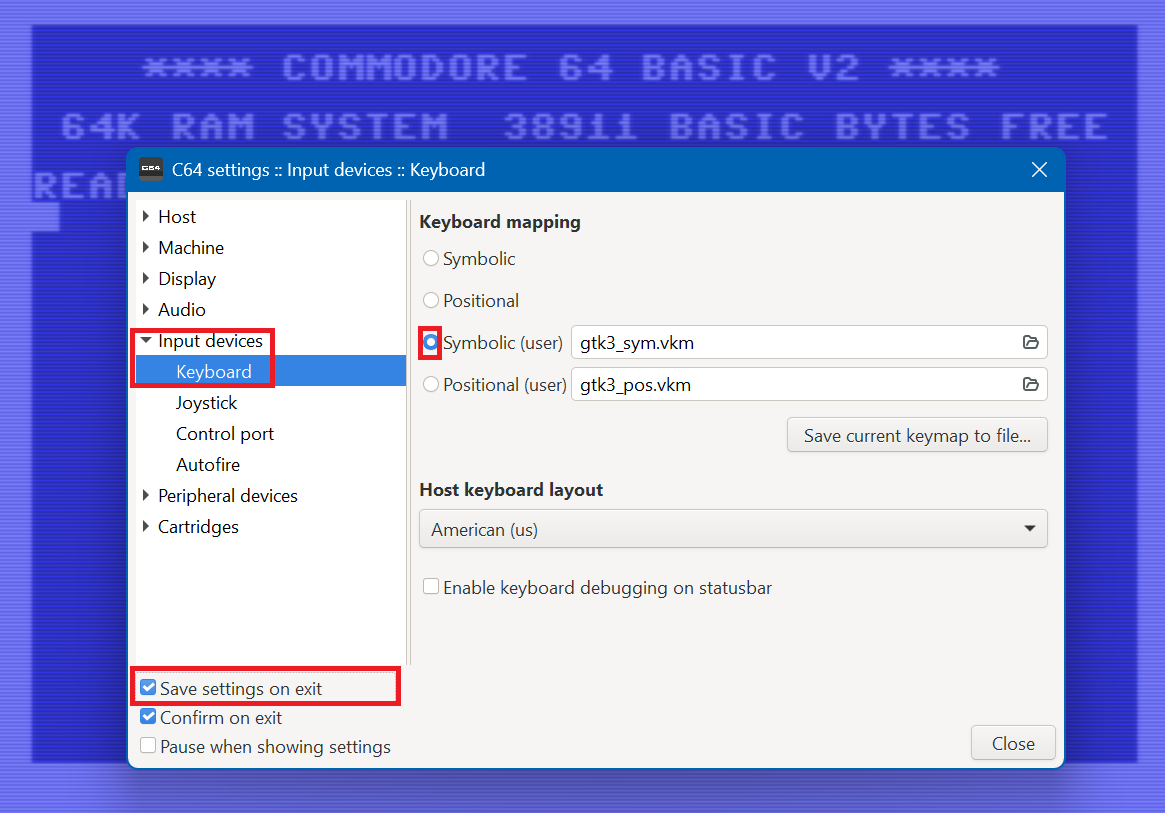 **** COMMODORE 64 BASIC V2 ****
64K RAM SYSTEM 38911 BASIC BYTES FREE
READ
C64 C64 settings :: Input devices :: Keyboard
Host
Machine
Display
Audio
Input devices
Keyboard
Joystick
Control port
Autofire
Peripheral devices
Cartridges
Save settings on exit
Confirm on exit
Pause when showing settings
Keyboard mapping
Symbolic
Positional
Symbolic (user) gtk3_sym.vkm
Positional (user) gtk3_pos.vkm
Save current keymap to file...
Host keyboard layout
American (us)
Enable keyboard debugging on statusbar
Close